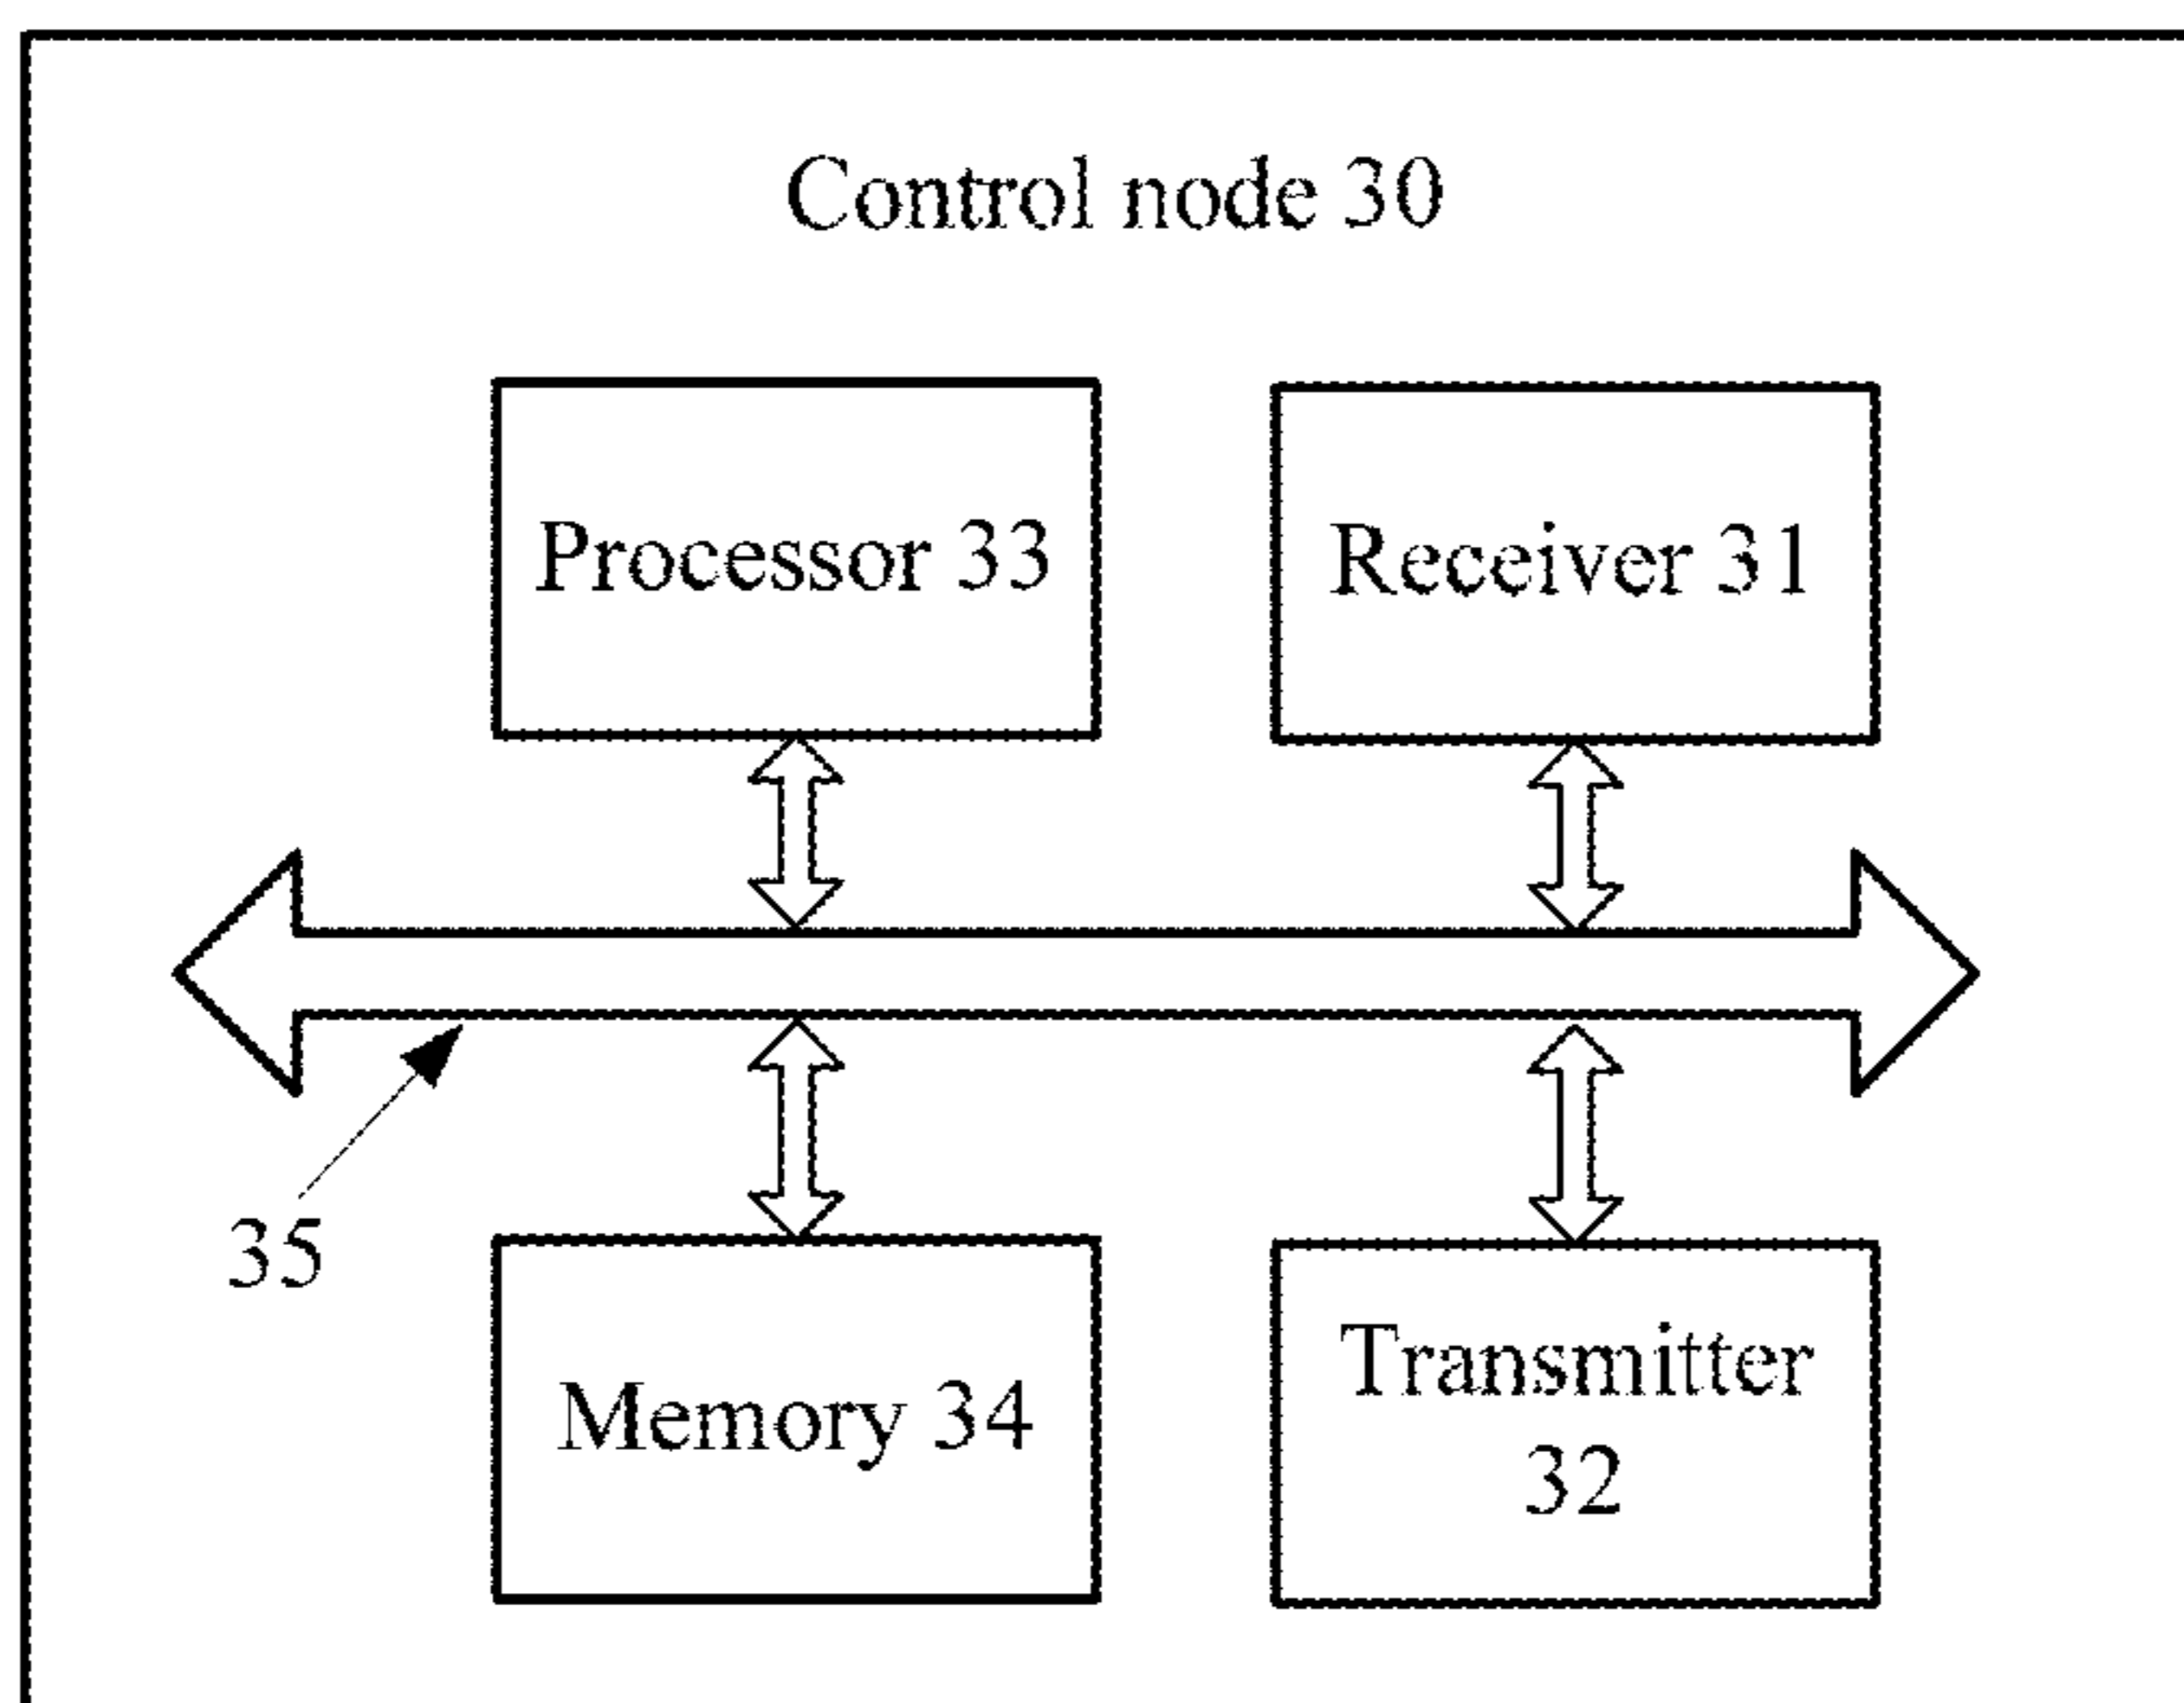 Control node 30
Processor 33
Receiver 31
35
Memory 34
Transmitter
32